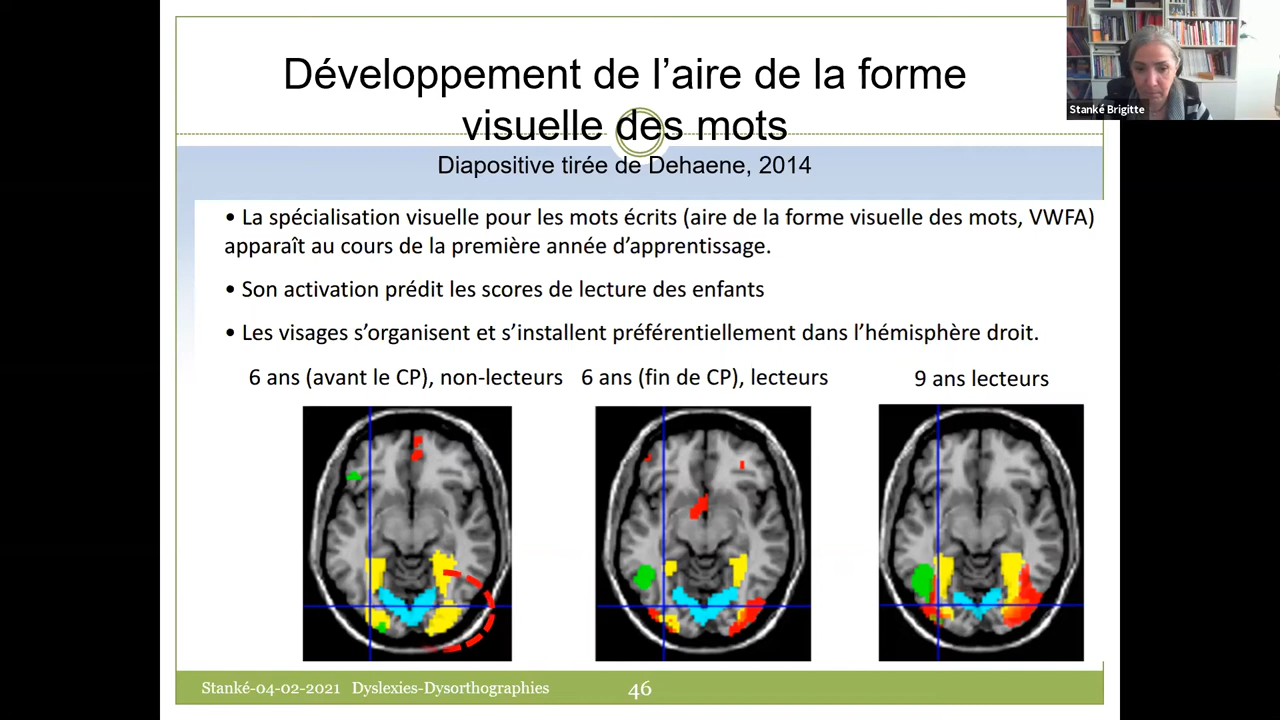 Développement de l’aire de la forme
visuelle des mots
Diapositive tirée de Dehaene, 2014
Stanké Brigitte
• La spécialisation visuelle pour les mots écrits (aire de la forme visuelle des mots, VWFA)
apparaît au cours de la première année d’apprentissage.
• Son activation prédit les scores de lecture des enfants
• Les visages s’organisent et s’installent préférentiellement dans l’hémisphère droit.
6 ans (avant le CP), non-lecteurs
6 ans (fin de CP), lecteurs
9 ans lecteurs
Stanké-04-02-2021 Dyslexies-Dysorthographies
46